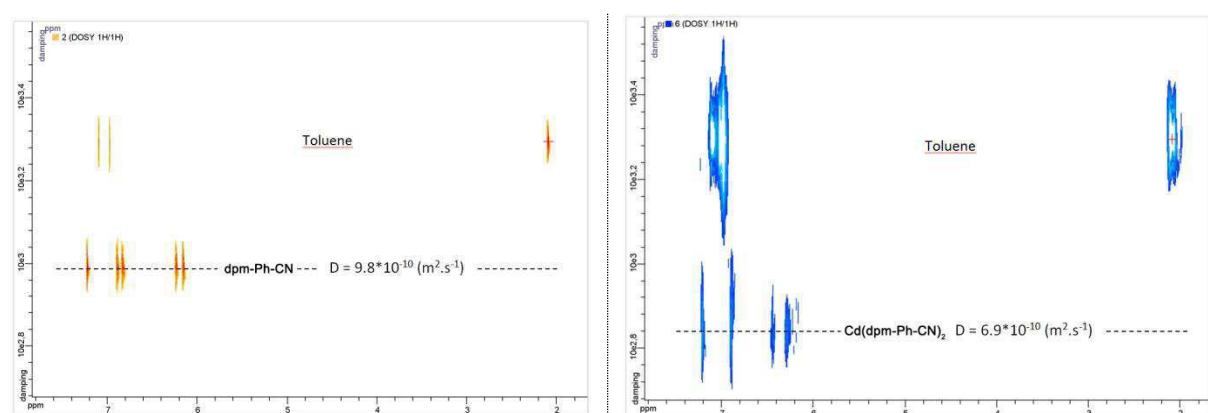 ppm
damping
2 (DOSY 1H/1H)
10e3,4
Toluene
10e3,2
10e3
dpm-Ph-CN D = 9.8*10⁻¹⁰ (m².s⁻¹)
10e2,8
damping
ppm 7 6 5 4 3 2
ppm
damping
6 (DOSY 1H/1H)
10e3,4
Toluene
10e3,2
10e3
Cd(dpm-Ph-CN)₂ D = 6.9*10⁻¹⁰ (m².s⁻¹)
10e2,8
damping
ppm 7 6 5 4 3 2